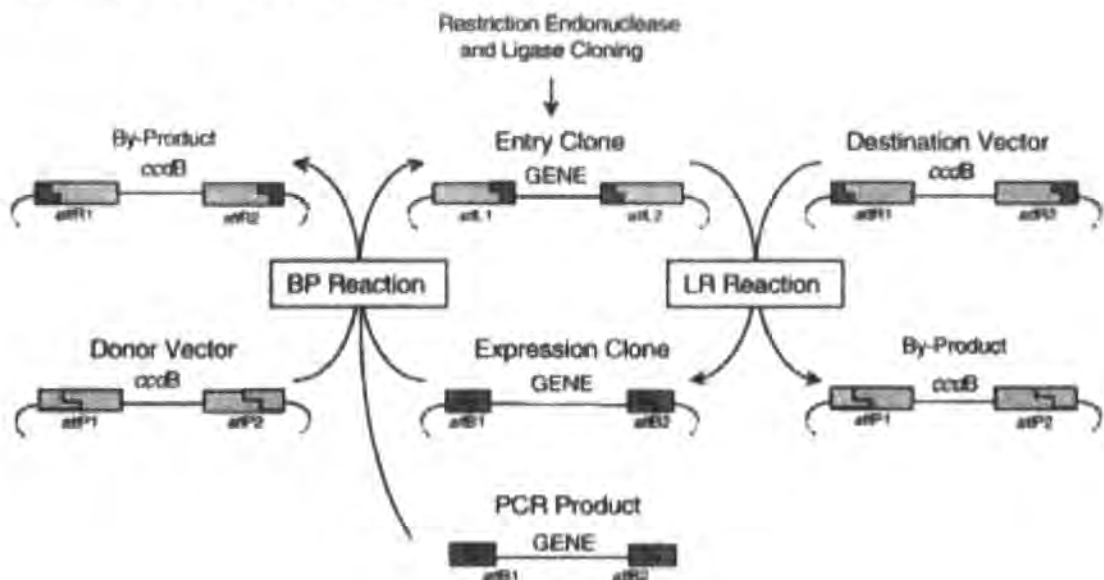 Restriction Endonuclease
and Ligase Cloning
By-Product
ccdB
attR1
attR2
Entry Clone
GENE
attL1
attL2
Destination Vector
ccdB
attR1
attR2
BP Reaction
LR Reaction
Donor Vector
ccdB
attP1
attP2
Expression Clone
GENE
attB1
attB2
By-Product
ccdB
attP1
attP2
PCR Product
GENE
attB1
attB2